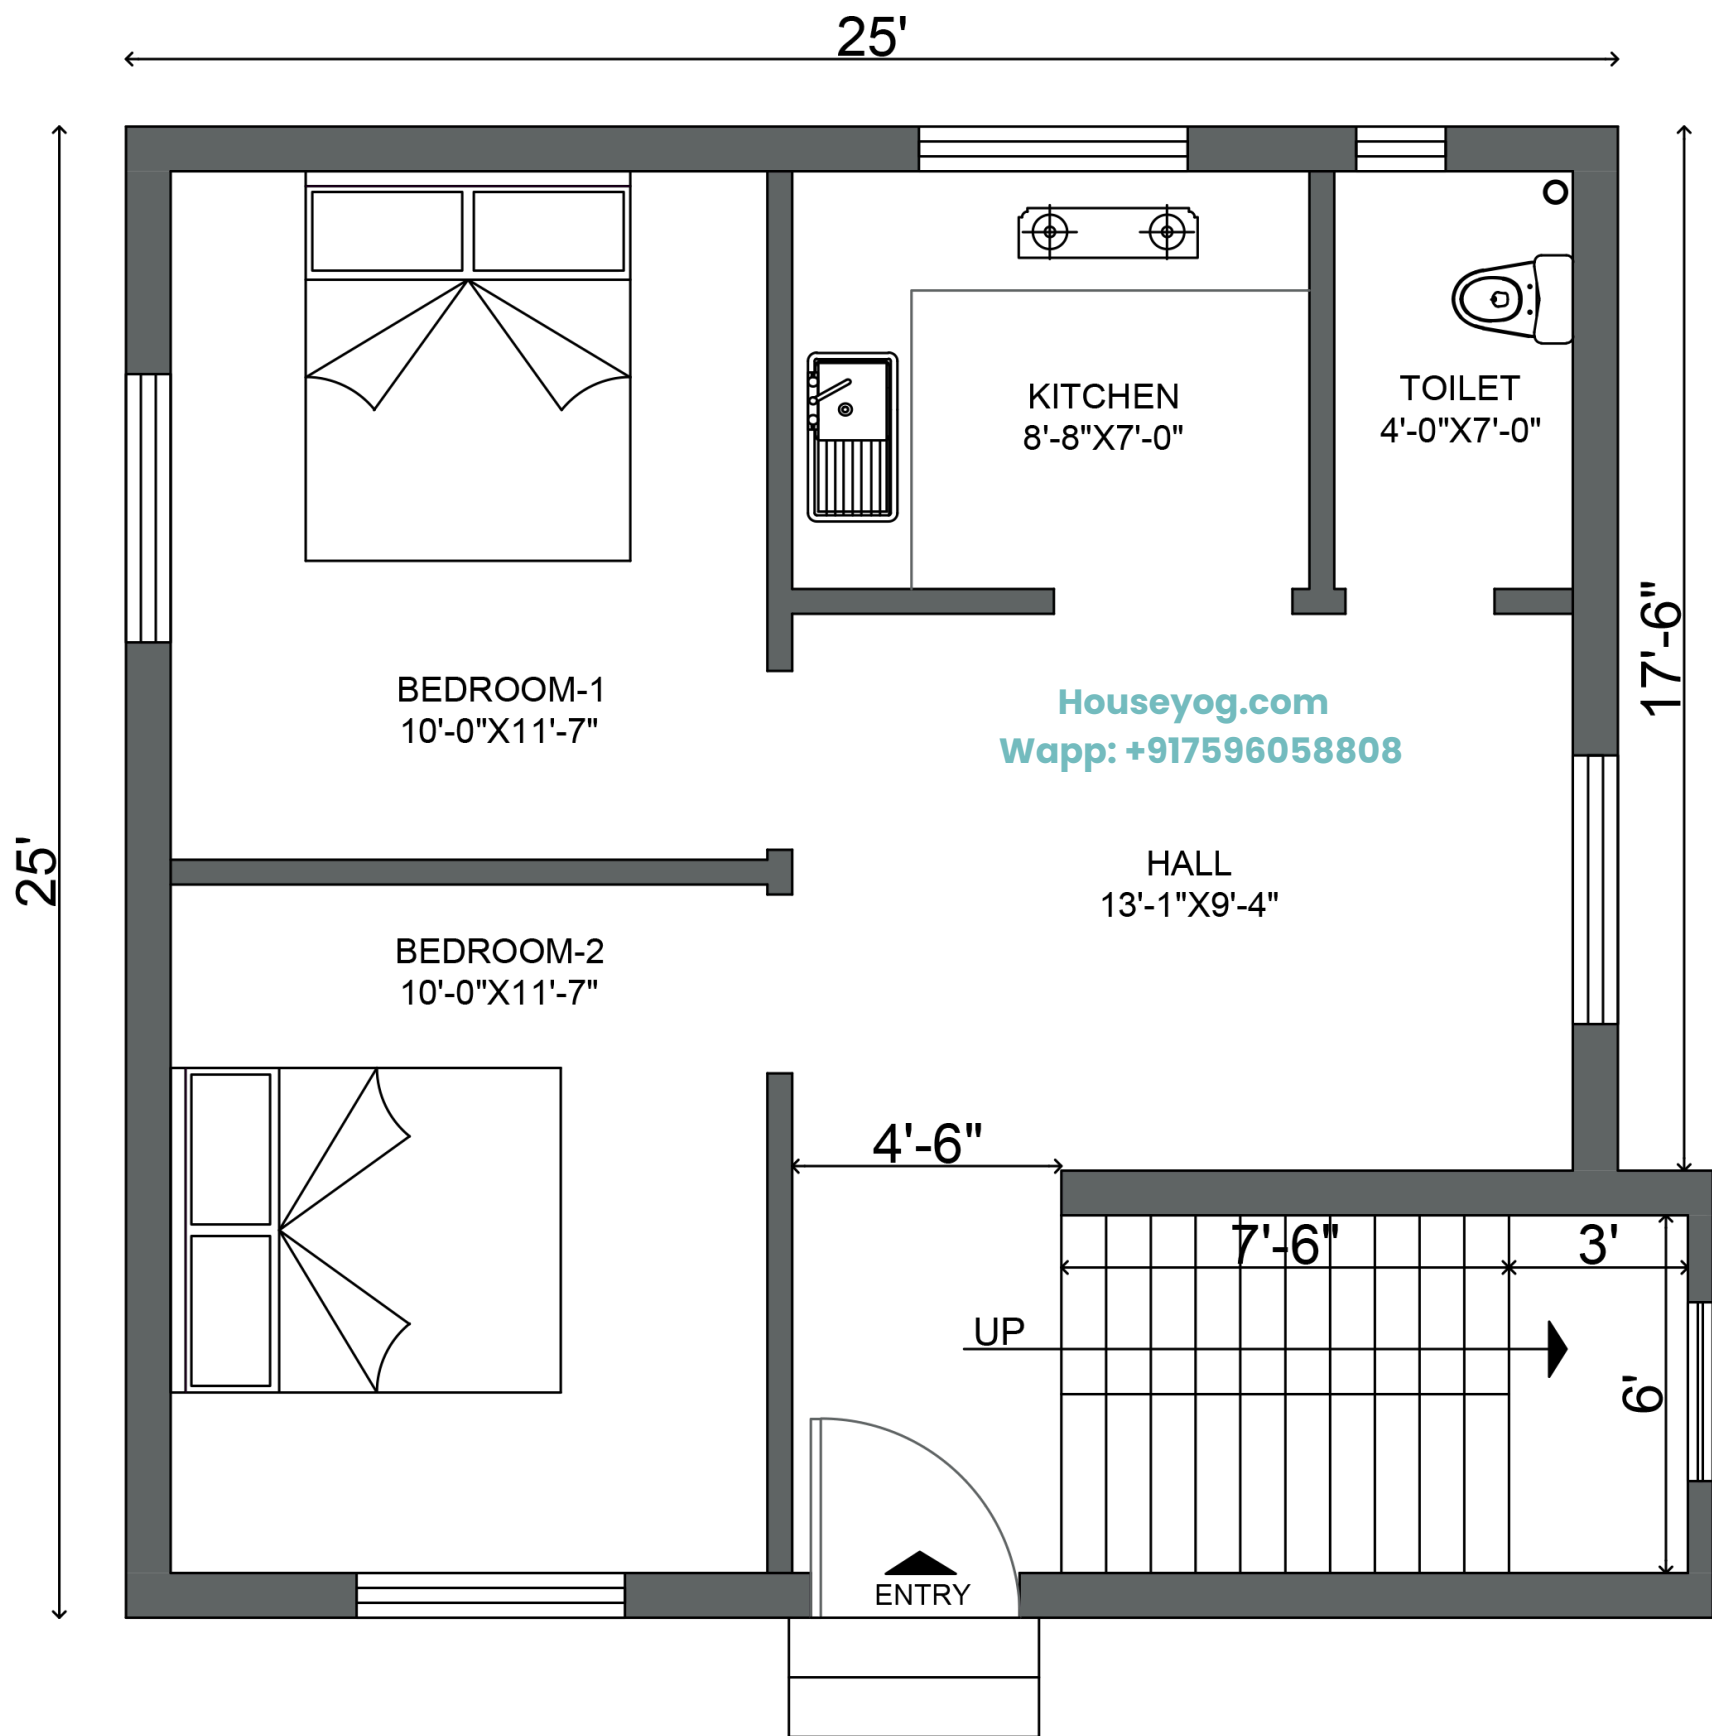 25'
KITCHEN
8'-8"X7'-0"
TOILET
4'-0"X7'-0"
17'-6"
BEDROOM-1
10'-0"X11'-7"
Houseyog.com
Wapp: +917596058808
25'
HALL
13'-1"X9'-4"
BEDROOM-2
10'-0"X11'-7"
4'-6"
7'-6"
3'
UP
6'
ENTRY